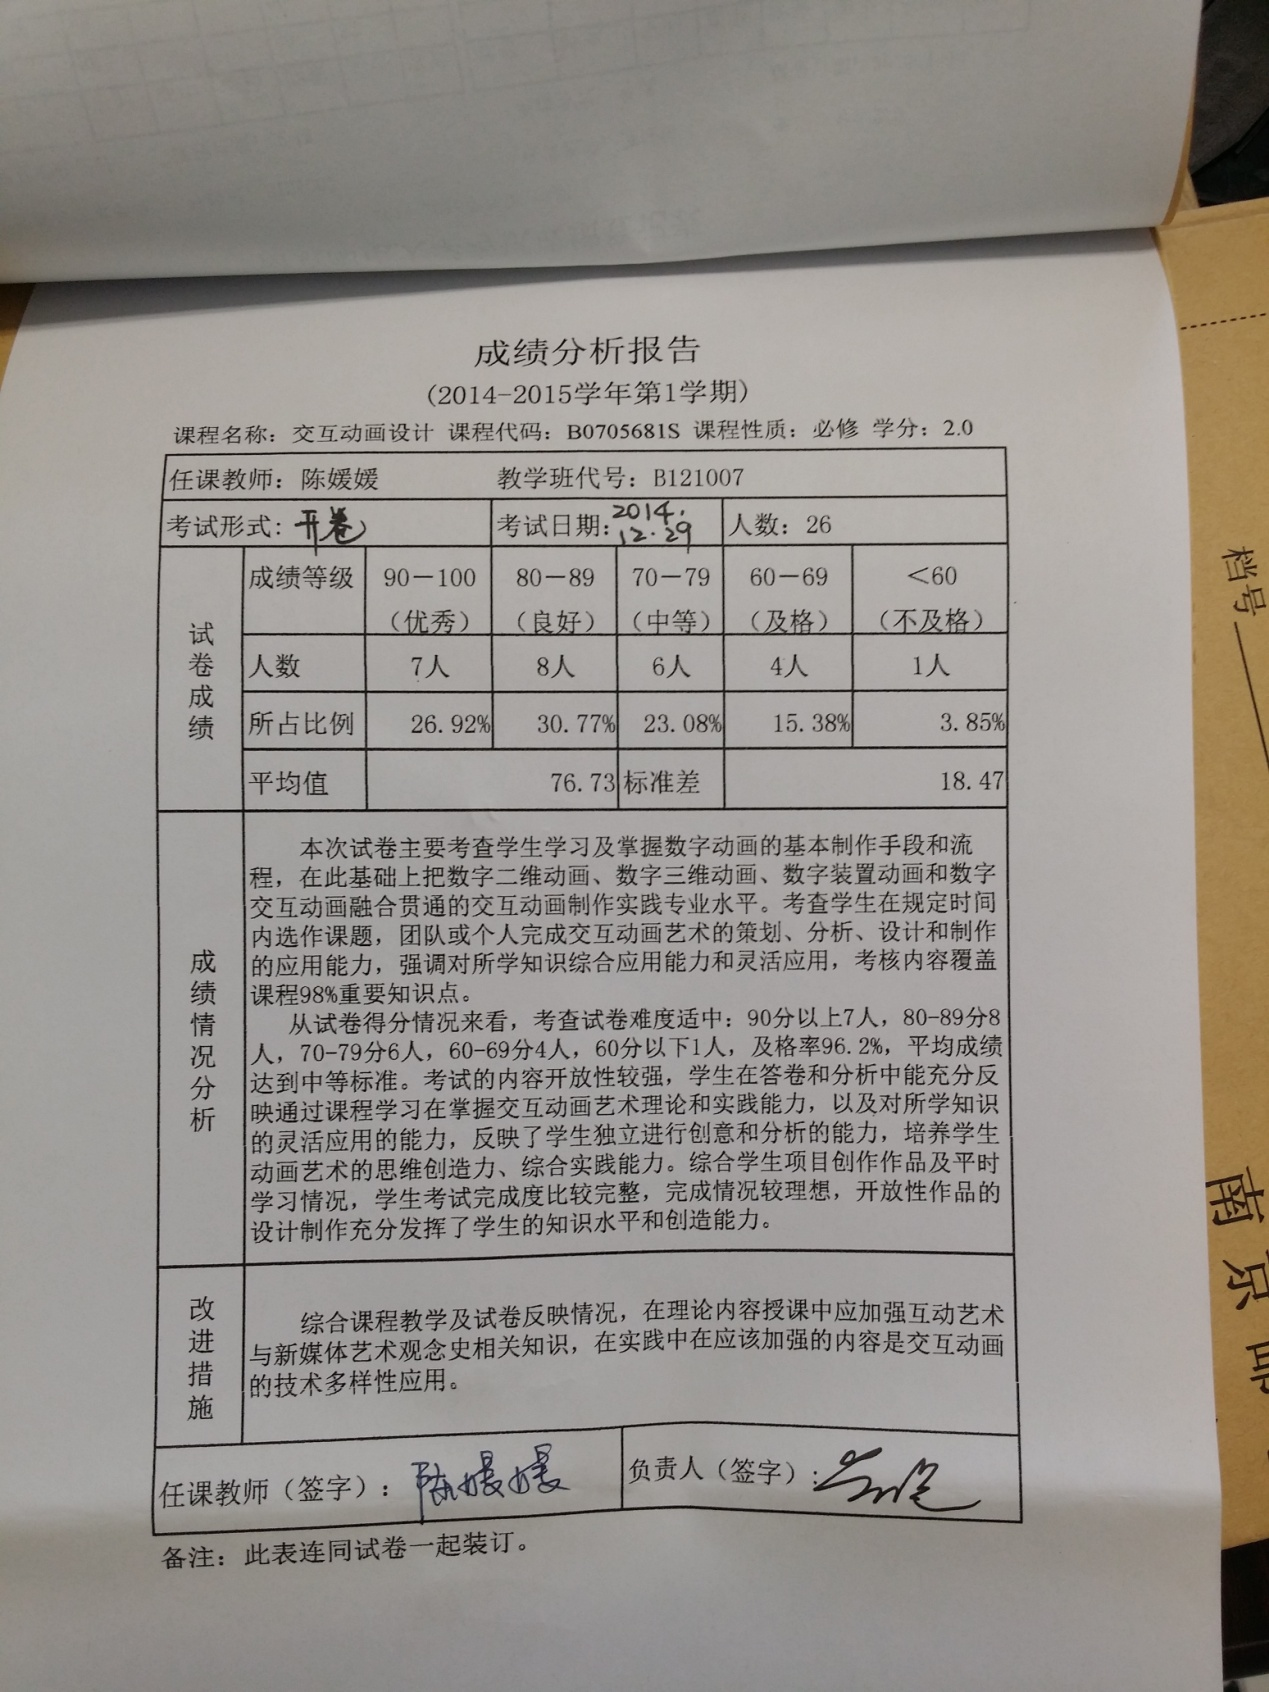 成绩分析报告
(2014-2015学年第1学期)
课程名称：交互动画设计 课程代码：B0705681S 课程性质：必修 学分：2.0
任课教师：陈媛媛 教学班代号：B121007
考试形式：开卷 考试日期：2014.12.29 人数：26
试卷成绩
成绩等级 90－100（优秀） 80－89（良好） 70－79（中等） 60－69（及格） ＜60（不及格）
人数 7人 8人 6人 4人 1人
所占比例 26.92% 30.77% 23.08% 15.38% 3.85%
平均值 76.73 标准差 18.47
成绩情况分析
本次试卷主要考查学生学习及掌握数字动画的基本制作手段和流
程，在此基础上把数字二维动画、数字三维动画、数字装置动画和数字
交互动画融合贯通的交互动画制作实践专业水平。考查学生在规定时间
内选作课题，团队或个人完成交互动画艺术的策划、分析、设计和制作
的应用能力，强调对所学知识综合应用能力和灵活应用，考核内容覆盖
课程98%重要知识点。
从试卷得分情况来看，考查试卷难度适中：90分以上7人，80-89分8
人，70-79分6人，60-69分4人，60分以下1人，及格率96.2%，平均成绩
达到中等标准。考试的内容开放性较强，学生在答卷和分析中能充分反
映通过课程学习在掌握交互动画艺术理论和实践能力，以及对所学知识
的灵活应用的能力，反映了学生独立进行创意和分析的能力，培养学生
动画艺术的思维创造力、综合实践能力。综合学生项目创作作品及平时
学习情况，学生考试完成度比较完整，完成情况较理想，开放性作品的
设计制作充分发挥了学生的知识水平和创造能力。
改进措施
综合课程教学及试卷反映情况，在理论内容授课中应加强互动艺术
与新媒体艺术观念史相关知识，在实践中在应该加强的内容是交互动画
的技术多样性应用。
任课教师（签字）：陈媛媛 负责人（签字）：
备注：此表连同试卷一起装订。
档号
南京